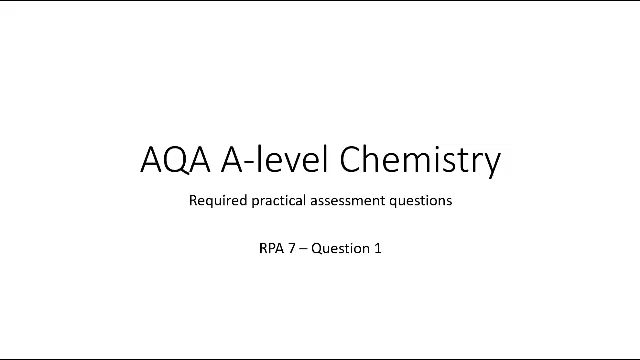 AQA A-level Chemistry
Required practical assessment questions
RPA 7 – Question 1